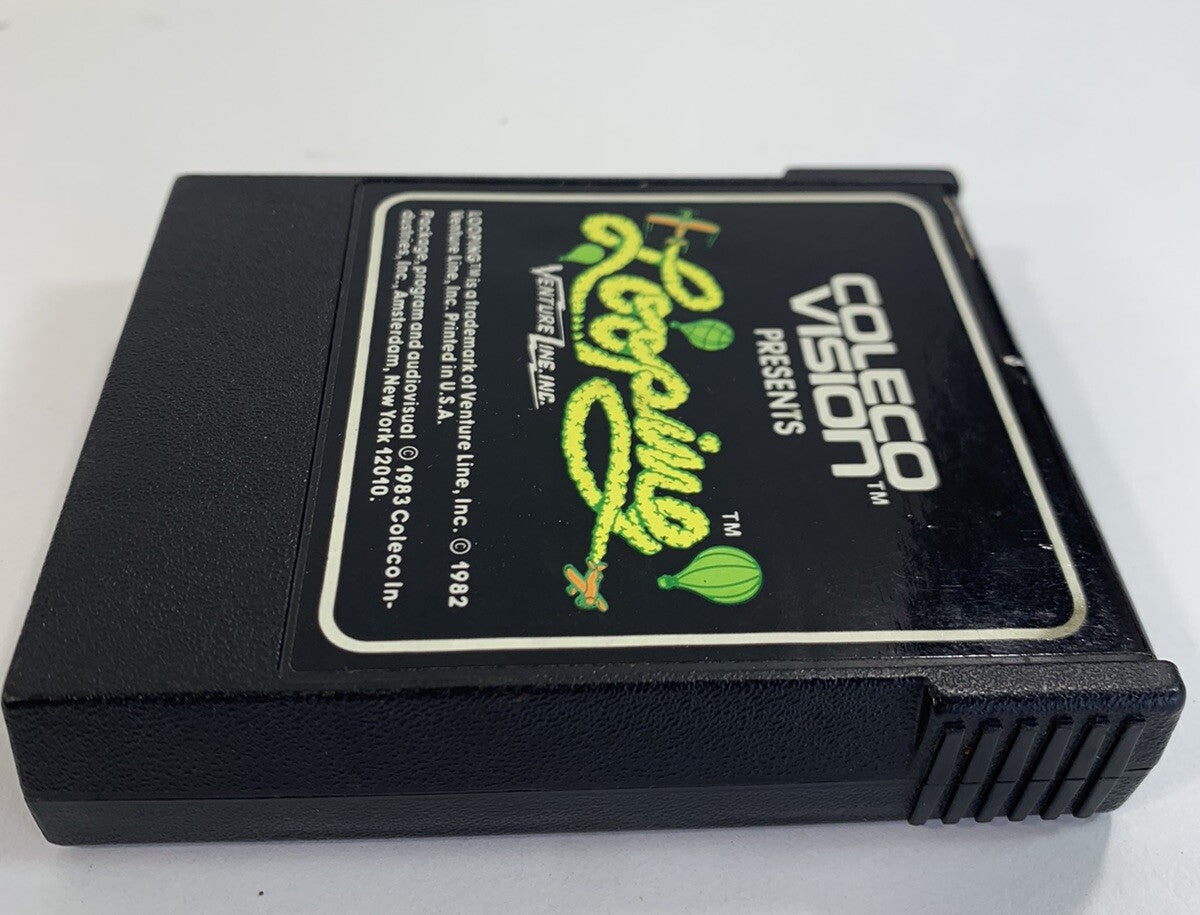 COLECO
VISION™
PRESENTS
Looping™
VENTURE LINE, INC.
LOOPING™ is a trademark of Venture Line, Inc. © 1982
Venture Line, Inc. Printed in U.S.A.
Package, program and audiovisual © 1983 Coleco In-
dustries, Inc., Amsterdam, New York 12010.